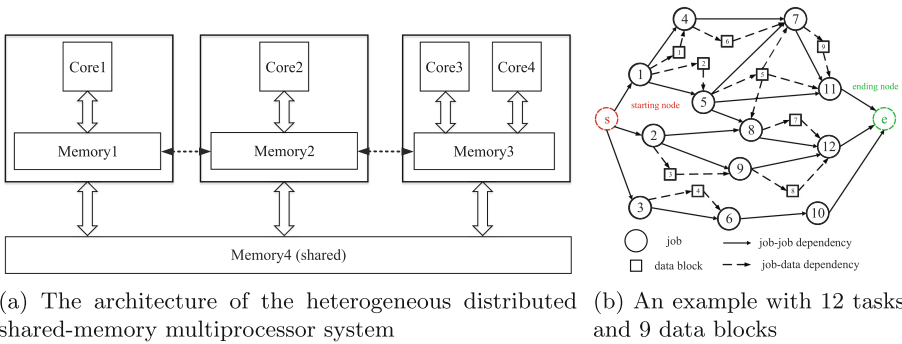 Core1
Core2
Core3 Core4
Memory1
Memory2
Memory3
Memory4 (shared)
4
7
6
1
9
2
1
5
11
ending node
5
starting node
s
e
8
7
2
12
3
9
4
8
3
6
10
job
job-job dependency
data block
job-data dependency
(a) The architecture of the heterogeneous distributed
shared-memory multiprocessor system
(b) An example with 12 tasks
and 9 data blocks